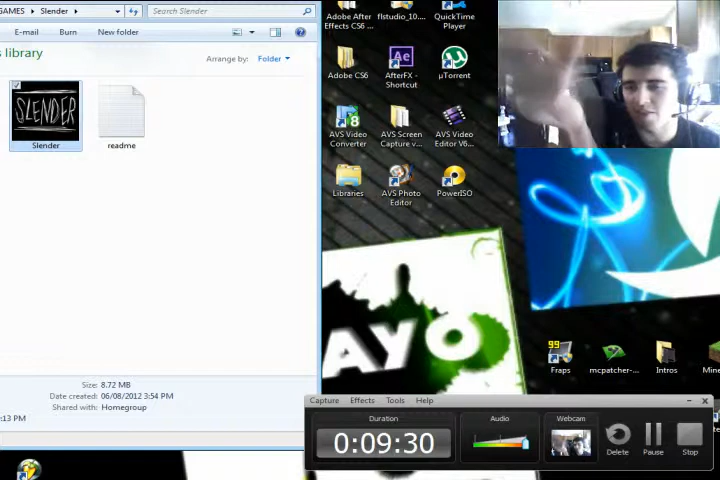 GAMES ▸ Slender ▸
Search Slender
E-mail Burn New folder
s library
Arrange by: Folder
SLENDER
Slender
readme
Size: 8.72 MB
Date created: 06/08/2012 3:54 PM
Shared with: Homegroup
:13 PM
Adobe After
Effects CS6 ...
flstudio_10....
QuickTime
Player
Adobe CS6
Ae
AfterFX -
Shortcut
µTorrent
8
AVS Video
Converter
AVS Screen
Capture v...
AVS Video
Editor V6...
Libraries
AVS Photo
Editor
PowerISO
AYO
99
Fraps
mcpatcher-...
Intros
Mine
Capture Effects Tools Help
Duration
0:09:30
Audio
Webcam
Delete
Pause
Stop